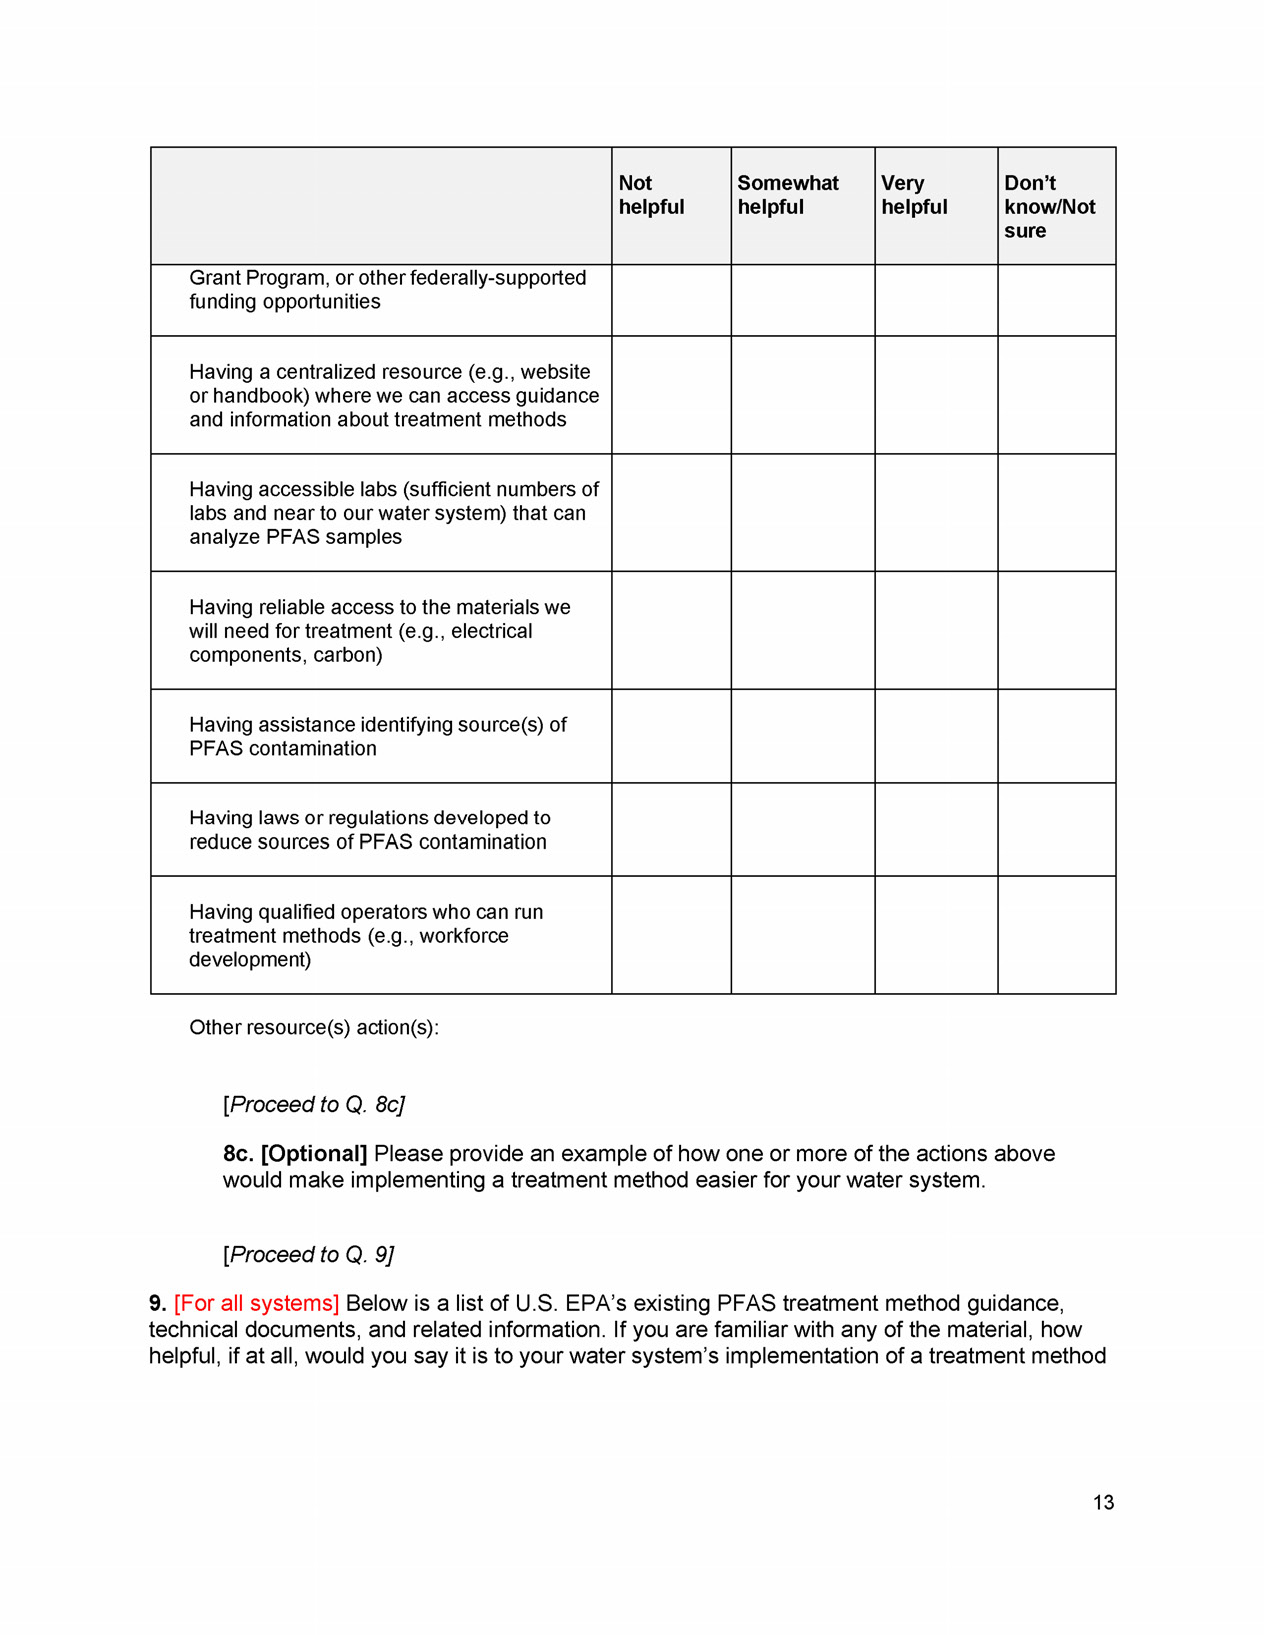 Not
helpful
Somewhat
helpful
Very
helpful
Don’t
know/Not
sure
Grant Program, or other federally-supported
funding opportunities
Having a centralized resource (e.g., website
or handbook) where we can access guidance
and information about treatment methods
Having accessible labs (sufficient numbers of
labs and near to our water system) that can
analyze PFAS samples
Having reliable access to the materials we
will need for treatment (e.g., electrical
components, carbon)
Having assistance identifying source(s) of
PFAS contamination
Having laws or regulations developed to
reduce sources of PFAS contamination
Having qualified operators who can run
treatment methods (e.g., workforce
development)
Other resource(s) action(s):
[Proceed to Q. 8c]
8c. [Optional] Please provide an example of how one or more of the actions above
would make implementing a treatment method easier for your water system.
[Proceed to Q. 9]
9. [For all systems] Below is a list of U.S. EPA’s existing PFAS treatment method guidance,
technical documents, and related information. If you are familiar with any of the material, how
helpful, if at all, would you say it is to your water system’s implementation of a treatment method
13